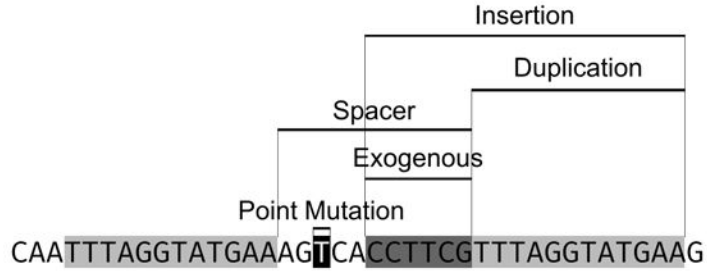 Insertion
Duplication
Spacer
Exogenous
Point Mutation
CAATTTAGGTATGAAAGTCACCTTCGTTTAGGTATGAAG